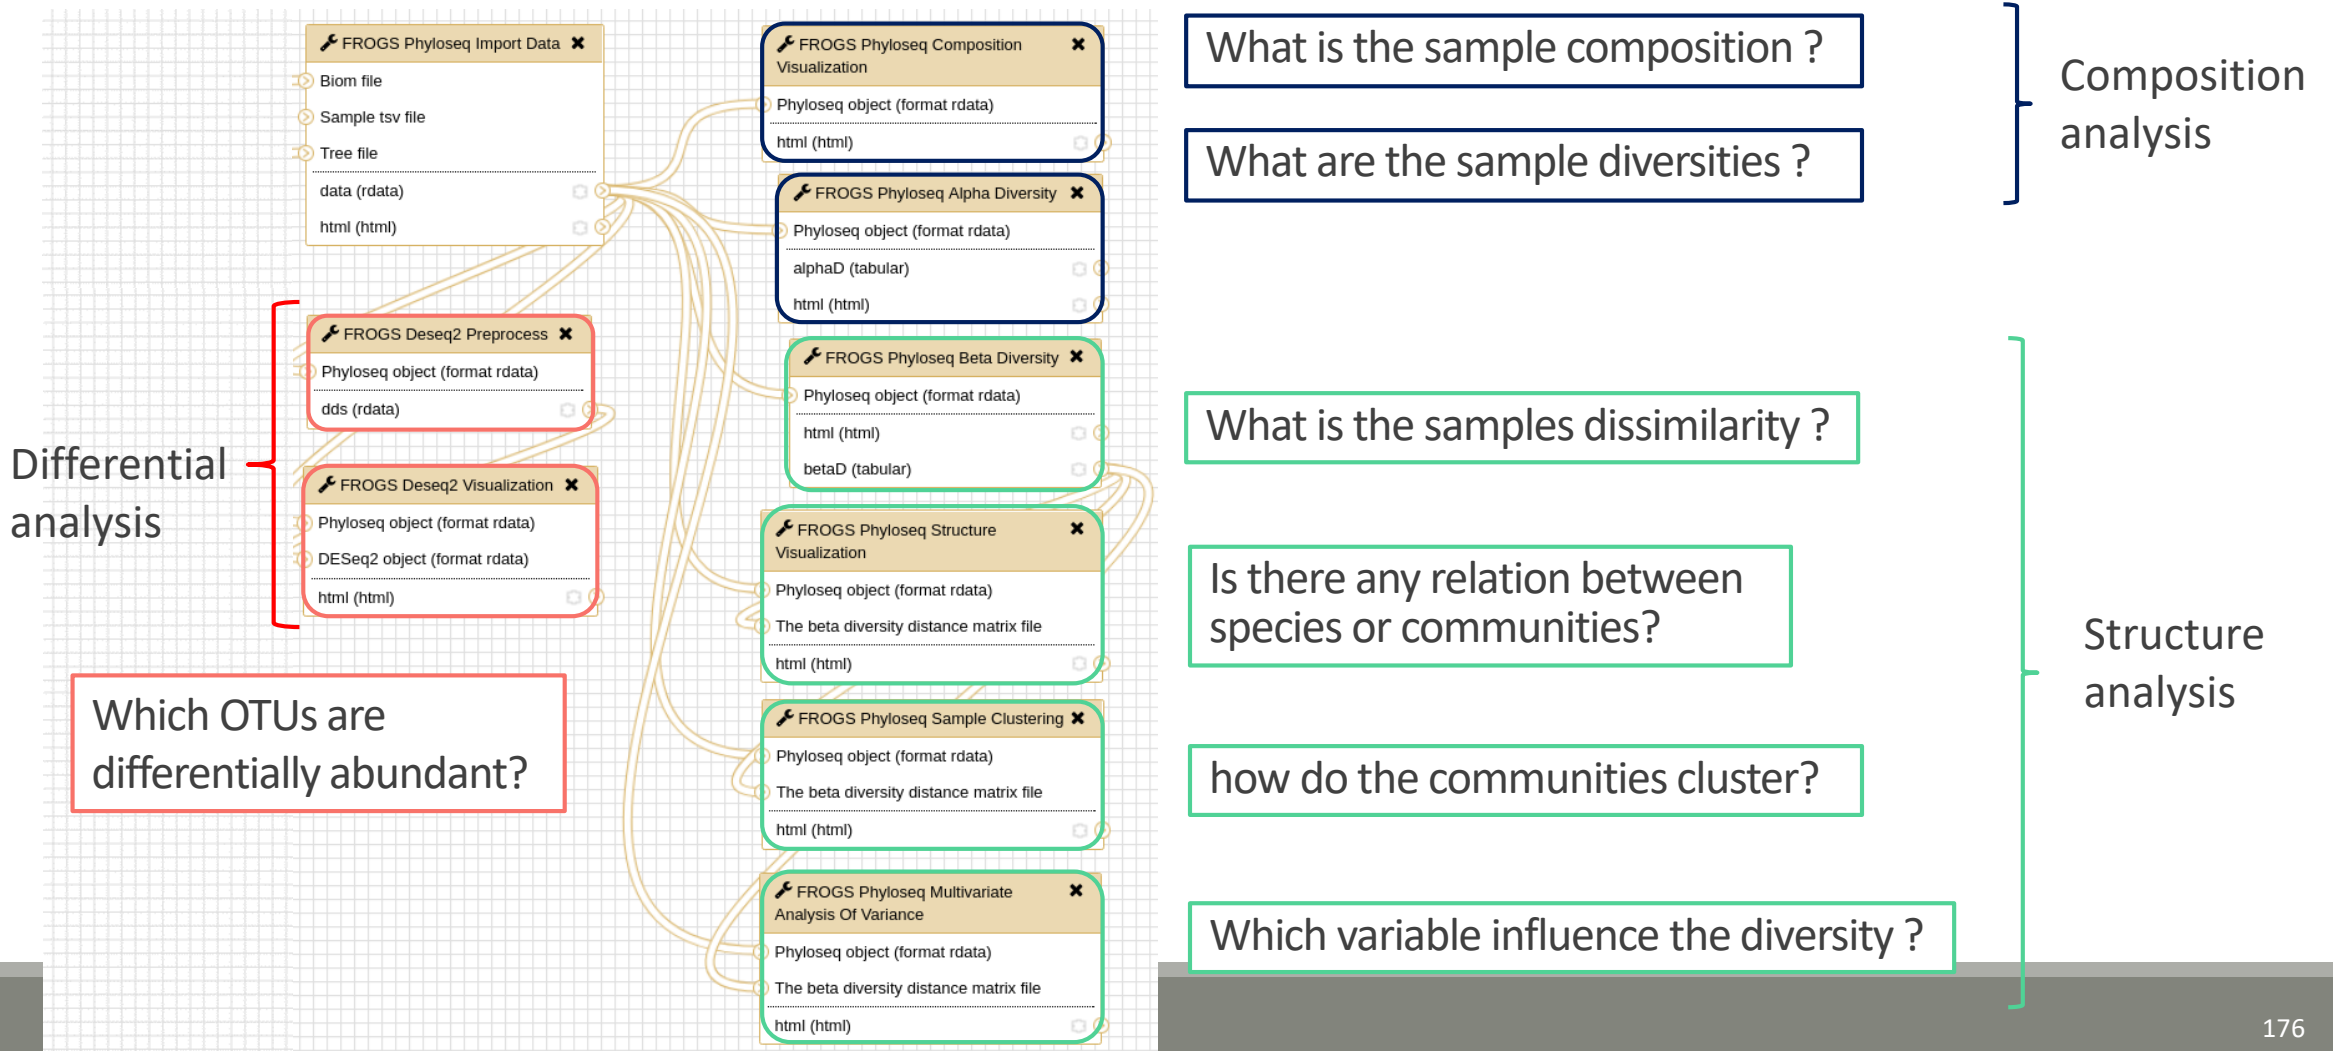 FROGS Phyloseq Import Data
Biom file
Sample tsv file
Tree file
data (rdata)
html (html)
FROGS Phyloseq Composition
Visualization
Phyloseq object (format rdata)
html (html)
FROGS Phyloseq Alpha Diversity
Phyloseq object (format rdata)
alphaD (tabular)
html (html)
What is the sample composition ?
What are the sample diversities ?
Composition
analysis
Differential
analysis
FROGS Deseq2 Preprocess
Phyloseq object (format rdata)
dds (rdata)
FROGS Deseq2 Visualization
Phyloseq object (format rdata)
DESeq2 object (format rdata)
html (html)
Which OTUs are
differentially abundant?
FROGS Phyloseq Beta Diversity
Phyloseq object (format rdata)
html (html)
betaD (tabular)
FROGS Phyloseq Structure
Visualization
Phyloseq object (format rdata)
The beta diversity distance matrix file
html (html)
FROGS Phyloseq Sample Clustering
Phyloseq object (format rdata)
The beta diversity distance matrix file
html (html)
FROGS Phyloseq Multivariate
Analysis Of Variance
Phyloseq object (format rdata)
The beta diversity distance matrix file
html (html)
What is the samples dissimilarity ?
Is there any relation between
species or communities?
how do the communities cluster?
Which variable influence the diversity ?
Structure
analysis
176